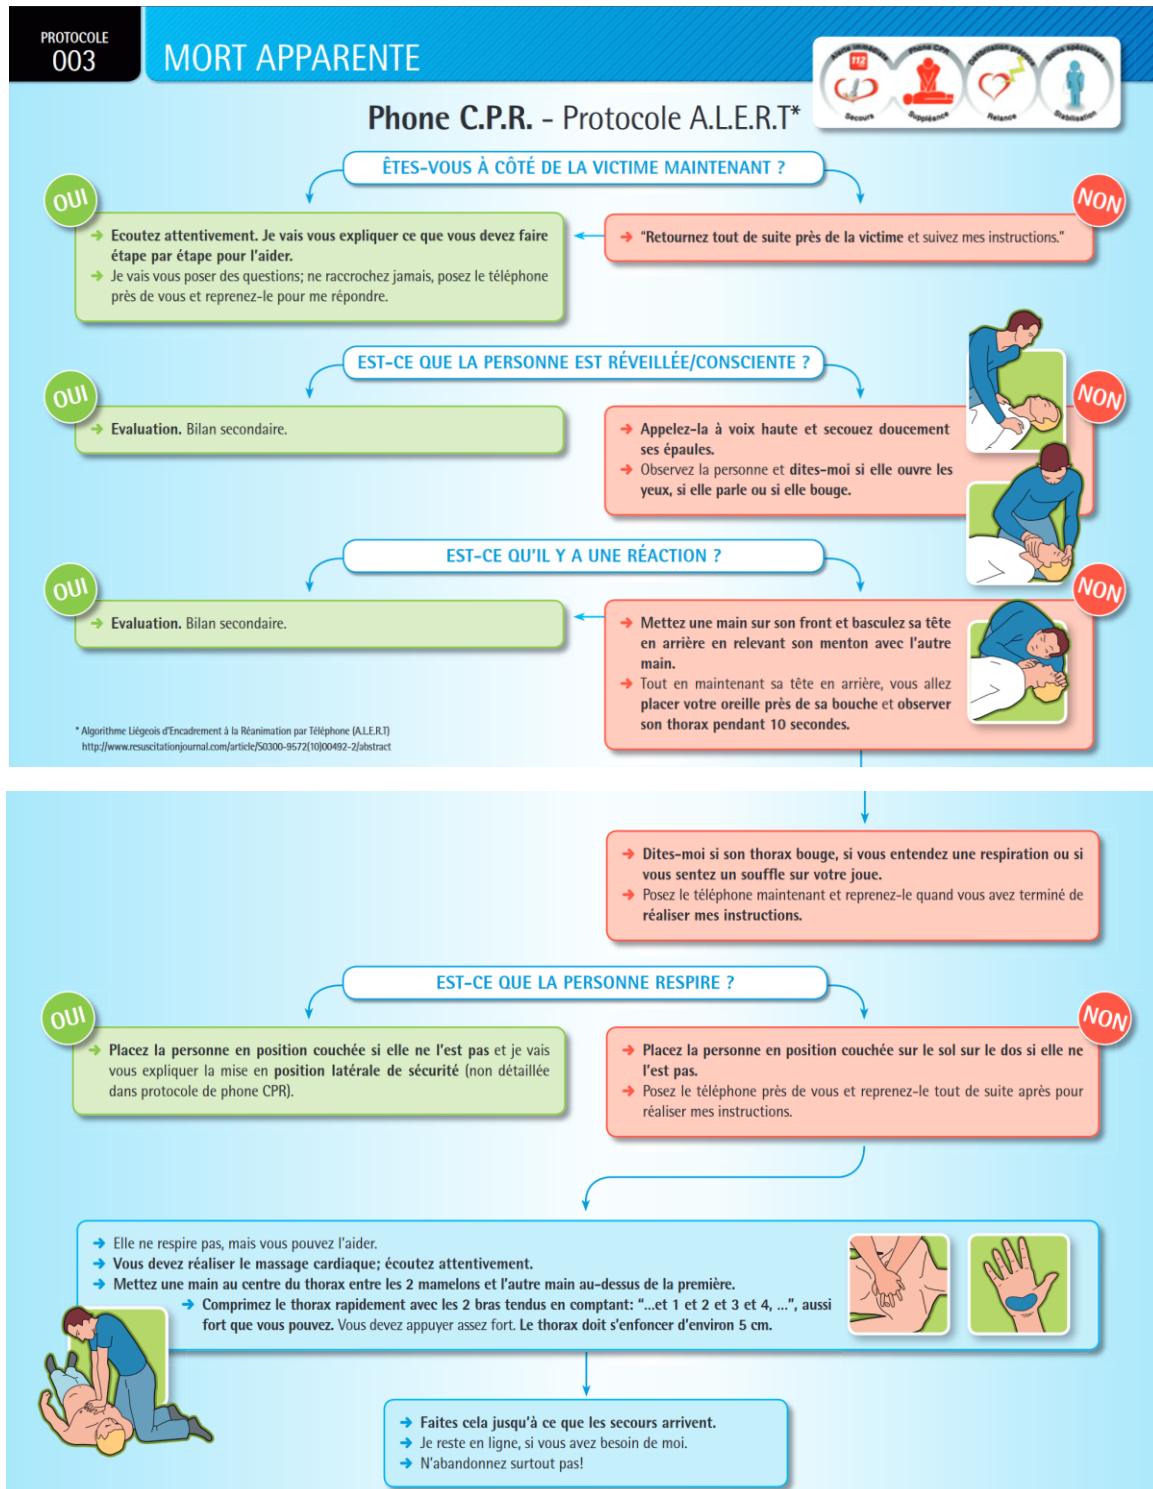 PROTOCOLE
003
MORT APPARENTE
Alerte immédiate
112
Secours
Phone CPR
Suppléance
Défibrillation précoce
Relance
Soins spécialisés
Stabilisation
Phone C.P.R. - Protocole A.L.E.R.T*
ÊTES-VOUS À CÔTÉ DE LA VICTIME MAINTENANT ?
OUI
NON
→ Ecoutez attentivement. Je vais vous expliquer ce que vous devez faire
étape par étape pour l'aider.
→ Je vais vous poser des questions; ne raccrochez jamais, posez le téléphone
près de vous et reprenez-le pour me répondre.
→ "Retournez tout de suite près de la victime et suivez mes instructions."
EST-CE QUE LA PERSONNE EST RÉVEILLÉE/CONSCIENTE ?
OUI
NON
→ Evaluation. Bilan secondaire.
→ Appelez-la à voix haute et secouez doucement
ses épaules.
→ Observez la personne et dites-moi si elle ouvre les
yeux, si elle parle ou si elle bouge.
EST-CE QU'IL Y A UNE RÉACTION ?
OUI
NON
→ Evaluation. Bilan secondaire.
→ Mettez une main sur son front et basculez sa tête
en arrière en relevant son menton avec l'autre
main.
→ Tout en maintenant sa tête en arrière, vous allez
placer votre oreille près de sa bouche et observer
son thorax pendant 10 secondes.
* Algorithme Liégeois d'Encadrement à la Réanimation par Téléphone (A.L.E.R.T)
http://www.resuscitationjournal.com/article/S0300-9572(10)00492-2/abstract
→ Dites-moi si son thorax bouge, si vous entendez une respiration ou si
vous sentez un souffle sur votre joue.
→ Posez le téléphone maintenant et reprenez-le quand vous avez terminé de
réaliser mes instructions.
EST-CE QUE LA PERSONNE RESPIRE ?
OUI
NON
→ Placez la personne en position couchée si elle ne l'est pas et je vais
vous expliquer la mise en position latérale de sécurité (non détaillée
dans protocole de phone CPR).
→ Placez la personne en position couchée sur le sol sur le dos si elle ne
l'est pas.
→ Posez le téléphone près de vous et reprenez-le tout de suite après pour
réaliser mes instructions.
→ Elle ne respire pas, mais vous pouvez l'aider.
→ Vous devez réaliser le massage cardiaque; écoutez attentivement.
→ Mettez une main au centre du thorax entre les 2 mamelons et l'autre main au-dessus de la première.
→ Comprimez le thorax rapidement avec les 2 bras tendus en comptant: "...et 1 et 2 et 3 et 4, ...", aussi
fort que vous pouvez. Vous devez appuyer assez fort. Le thorax doit s'enfoncer d'environ 5 cm.
→ Faites cela jusqu'à ce que les secours arrivent.
→ Je reste en ligne, si vous avez besoin de moi.
→ N'abandonnez surtout pas!